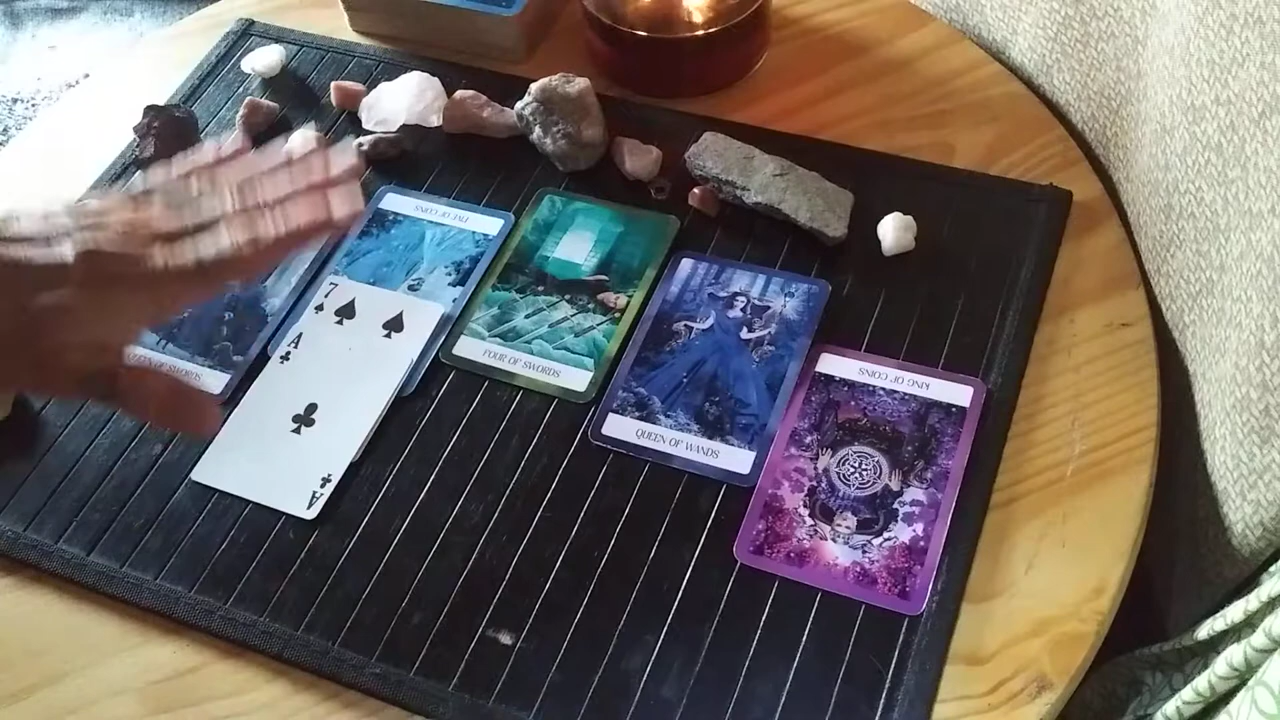 QUEEN OF SWORDS
FIVE OF COINS
7
A
A
FOUR OF SWORDS
QUEEN OF WANDS
KING OF COINS